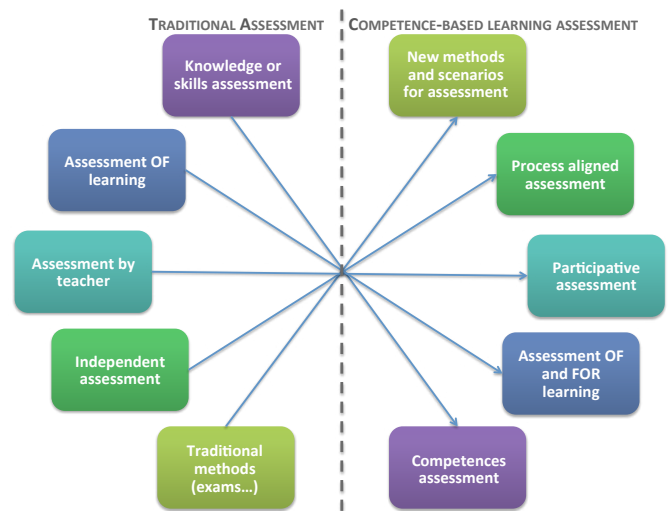 TRADITIONAL ASSESSMENT
COMPETENCE-BASED LEARNING ASSESSMENT
Knowledge or
skills assessment
New methods
and scenarios
for assessment
Assessment OF
learning
Process aligned
assessment
Assessment by
teacher
Participative
assessment
Independent
assessment
Assessment OF
and FOR
learning
Traditional
methods
(exams...)
Competences
assessment